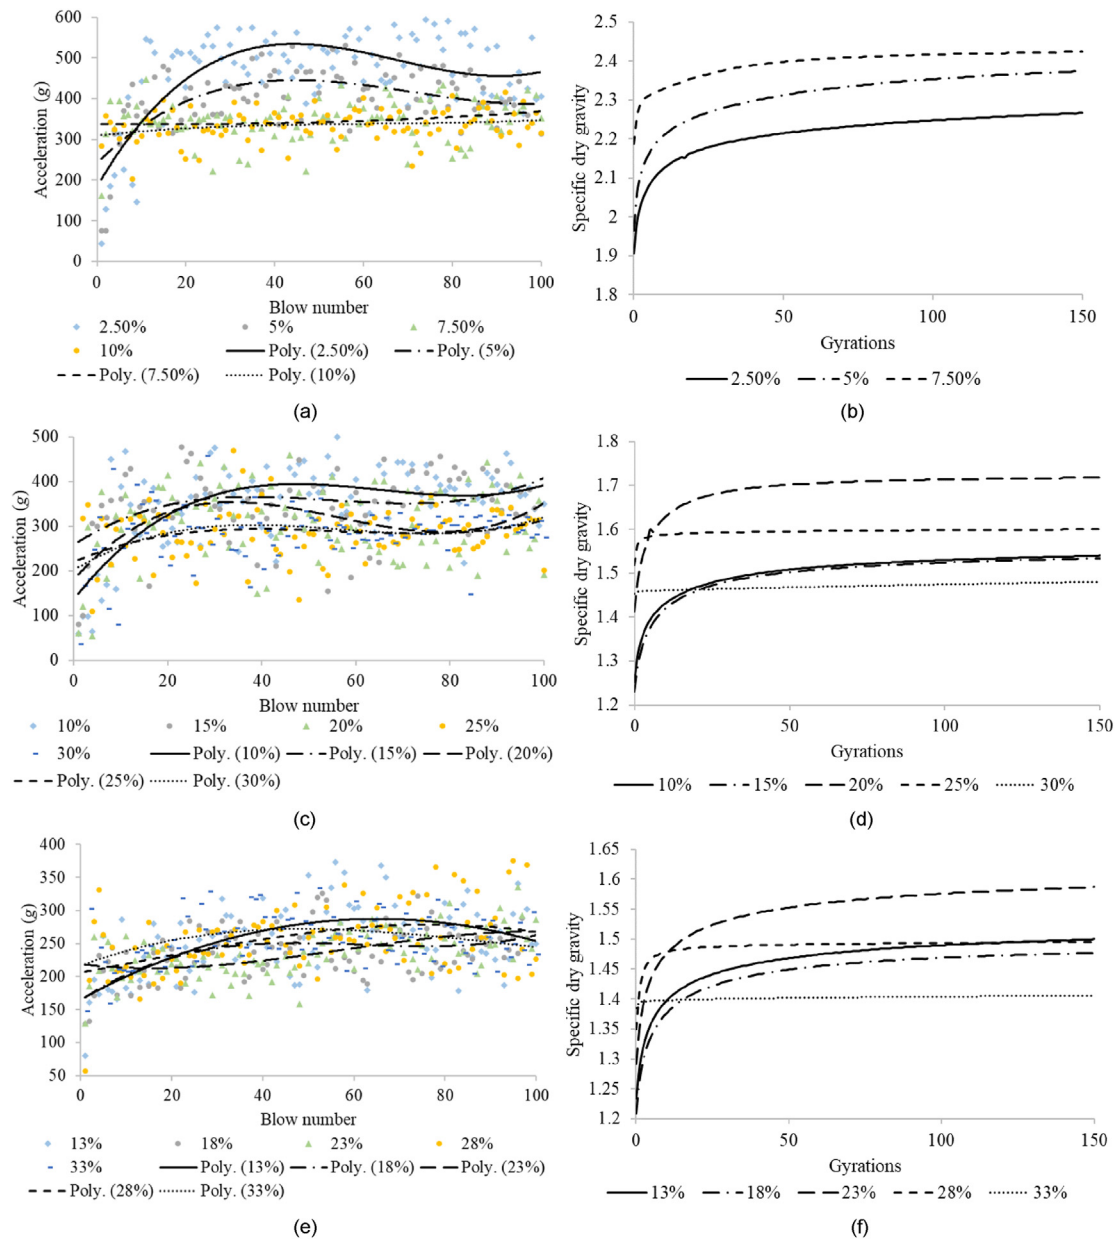 600
500
400
300
200
100
0
Acceleration (g)
0 20 40 60 80 100
Blow number
2.50% 5% 7.50%
10% Poly. (2.50%) Poly. (5%)
Poly. (7.50%) Poly. (10%)
(a)
2.5
2.4
2.3
2.2
2.1
2
1.9
1.8
Specific dry gravity
0 50 100 150
Gyrations
2.50% 5% 7.50%
(b)
500
400
300
200
100
0
Acceleration (g)
0 20 40 60 80 100
Blow number
10% 15% 20% 25%
30% Poly. (10%) Poly. (15%) Poly. (20%)
Poly. (25%) Poly. (30%)
(c)
1.8
1.7
1.6
1.5
1.4
1.3
1.2
Specific dry gravity
0 50 100 150
Gyrations
10% 15% 20% 25% 30%
(d)
400
350
300
250
200
150
100
50
Acceleration (g)
0 20 40 60 80 100
Blow number
13% 18% 23% 28%
33% Poly. (13%) Poly. (18%) Poly. (23%)
Poly. (28%) Poly. (33%)
(e)
1.65
1.6
1.55
1.5
1.45
1.4
1.35
1.3
1.25
1.2
Specific dry gravity
0 50 100 150
Gyrations
13% 18% 23% 28% 33%
(f)